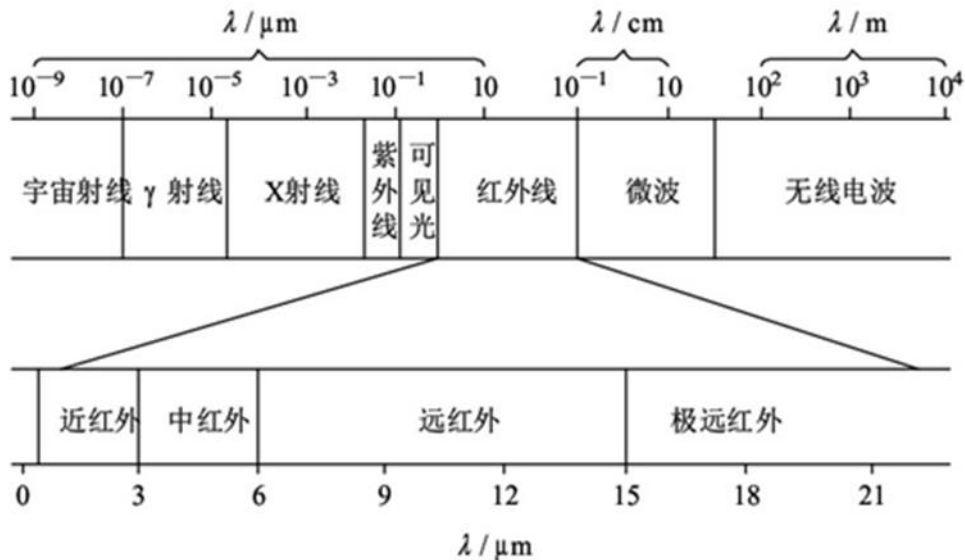 λ / μm λ / cm λ / m
10⁻⁹ 10⁻⁷ 10⁻⁵ 10⁻³ 10⁻¹ 10 10⁻¹ 10 10² 10³ 10⁴
宇宙射线 γ 射线 X射线 紫外线 可见光 红外线 微波 无线电波
近红外 中红外 远红外 极远红外
0 3 6 9 12 15 18 21
λ / μm